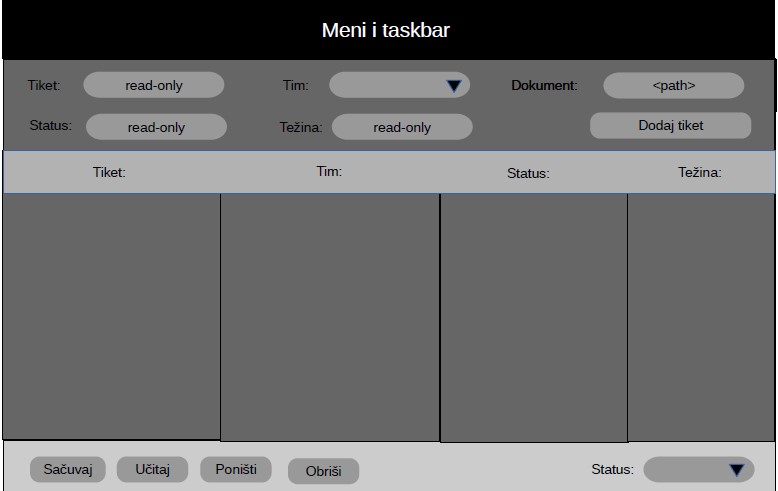 Meni i taskbar
Tiket: read-only Tim: Dokument: <path>
Status: read-only Težina: read-only Dodaj tiket
Tiket: Tim: Status: Težina:
Sačuvaj Učitaj Poništi Obriši Status: